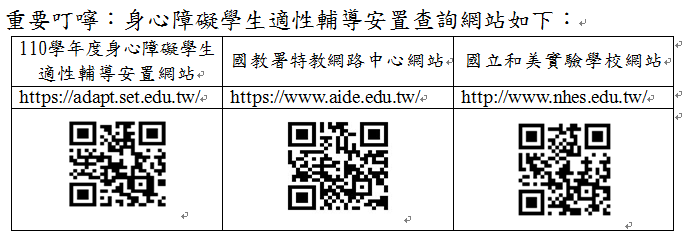 重要叮嚀：身心障礙學生適性輔導安置查詢網站如下：
110學年度身心障礙學生
適性輔導安置網站
國教署特教網路中心網站
國立和美實驗學校網站
https://adapt.set.edu.tw/
https://www.aide.edu.tw/
http://www.nhes.edu.tw/